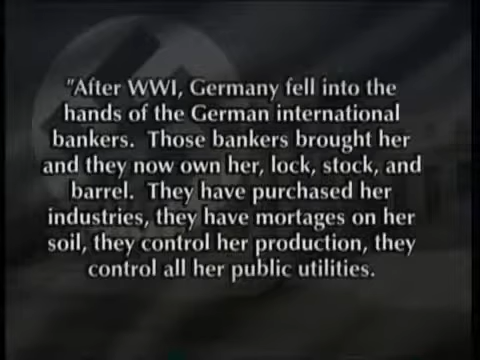 "After WWI, Germany fell into the
hands of the German international
bankers. Those bankers brought her
and they now own her, lock, stock, and
barrel. They have purchased her
industries, they have mortages on her
soil, they control her production, they
control all her public utilities.